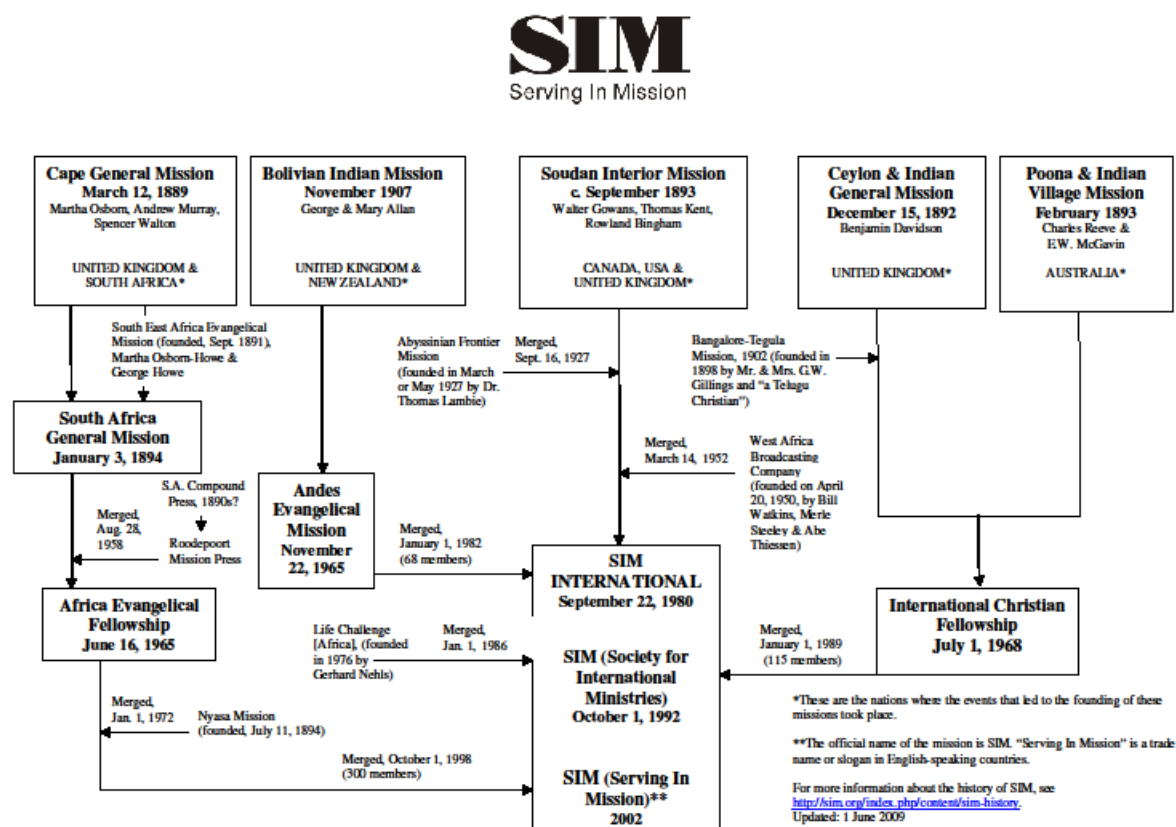 SIM
Serving In Mission
Cape General Mission
March 12, 1889
Martha Osborn, Andrew Murray,
Spencer Walton
UNITED KINGDOM &
SOUTH AFRICA*
Bolivian Indian Mission
November 1907
George & Mary Allan
UNITED KINGDOM &
NEW ZEALAND*
Soudan Interior Mission
c. September 1893
Walter Gowans, Thomas Kent,
Rowland Bingham
CANADA, USA &
UNITED KINGDOM*
Ceylon & Indian
General Mission
December 15, 1892
Benjamin Davidson
UNITED KINGDOM*
Poona & Indian
Village Mission
February 1893
Charles Reeve &
E.W. McGavin
AUSTRALIA*
South East Africa Evangelical
Mission (founded, Sept. 1891),
Martha Osborn-Howe &
George Howe
Abyssinian Frontier
Mission
(founded in March
or May 1927 by Dr.
Thomas Lambie)
Merged,
Sept. 16, 1927
Bangalore-Tegula
Mission, 1902 (founded in
1898 by Mr. & Mrs. G.W.
Gillings and “a Telugu
Christian”)
South Africa
General Mission
January 3, 1894
Merged,
March 14, 1952
West Africa
Broadcasting
Company
(founded on April
20, 1950, by Bill
Watkins, Merle
Steeley & Abe
Thiessen)
S.A. Compound
Press, 1890s?
Merged,
Aug. 28,
1958
Roodepoort
Mission Press
Andes
Evangelical
Mission
November
22, 1965
Merged,
January 1, 1982
(68 members)
SIM
INTERNATIONAL
September 22, 1980
Africa Evangelical
Fellowship
June 16, 1965
International Christian
Fellowship
July 1, 1968
Life Challenge
[Africa], (founded
in 1976 by
Gerhard Nehls)
Merged,
Jan. 1, 1986
SIM (Society for
International
Ministries)
October 1, 1992
Merged,
January 1, 1989
(115 members)
Merged,
Jan. 1, 1972
Nyasa Mission
(founded, July 11, 1894)
Merged, October 1, 1998
(300 members)
SIM (Serving In
Mission)**
2002
*These are the nations where the events that led to the founding of these
missions took place.
**The official name of the mission is SIM. “Serving In Mission” is a trade
name or slogan in English-speaking countries.
For more information about the history of SIM, see
http://sim.org/index.php/content/sim-history.
Updated: 1 June 2009